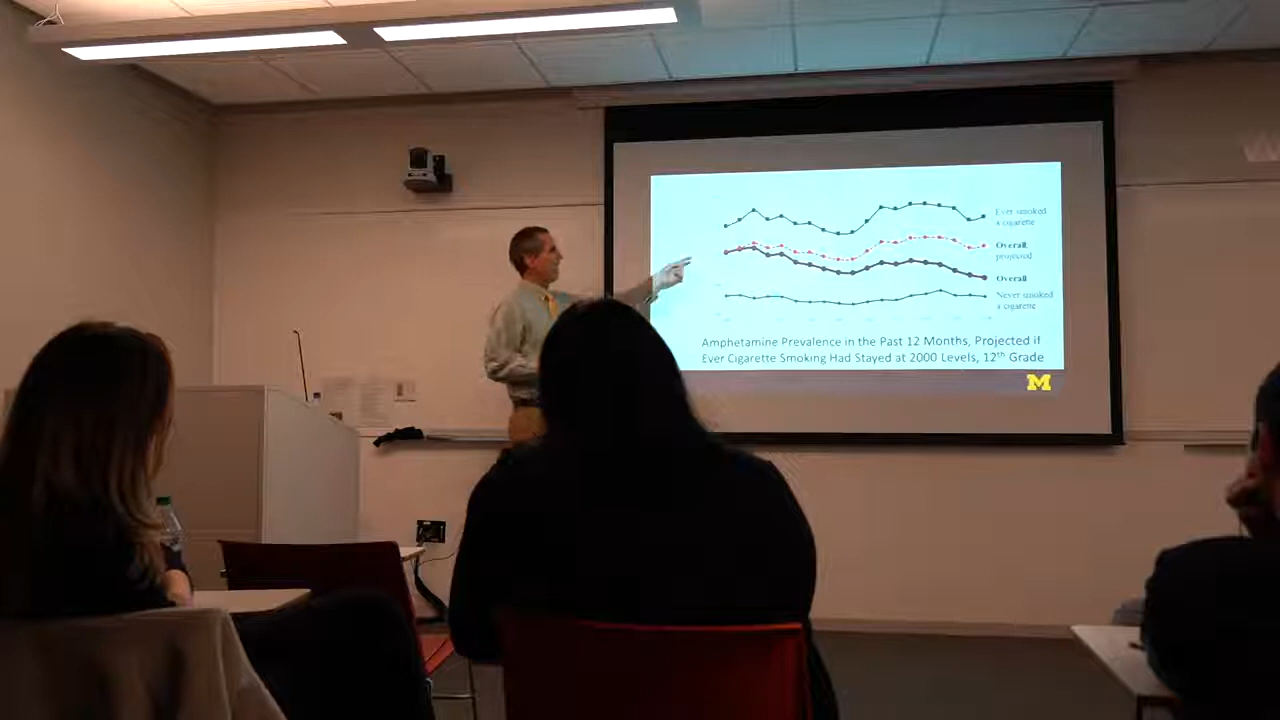 Ever smoked
a cigarette
Overall,
projected
Overall
Never smoked
a cigarette
Amphetamine Prevalence in the Past 12 Months, Projected if
Ever Cigarette Smoking Had Stayed at 2000 Levels, 12th Grade
M